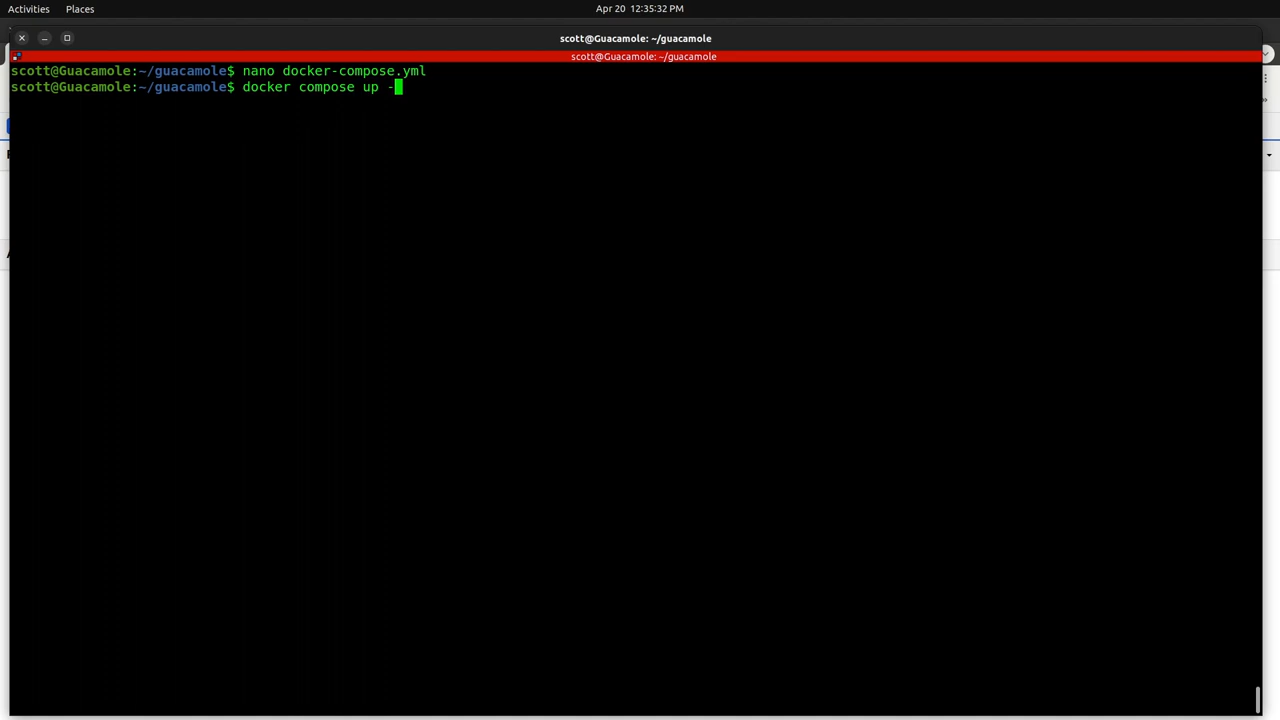 Activities Places Apr 20 12:35:32 PM
scott@Guacamole: ~/guacamole
scott@Guacamole: ~/guacamole
scott@Guacamole:~/guacamole$ nano docker-compose.yml
scott@Guacamole:~/guacamole$ docker compose up -